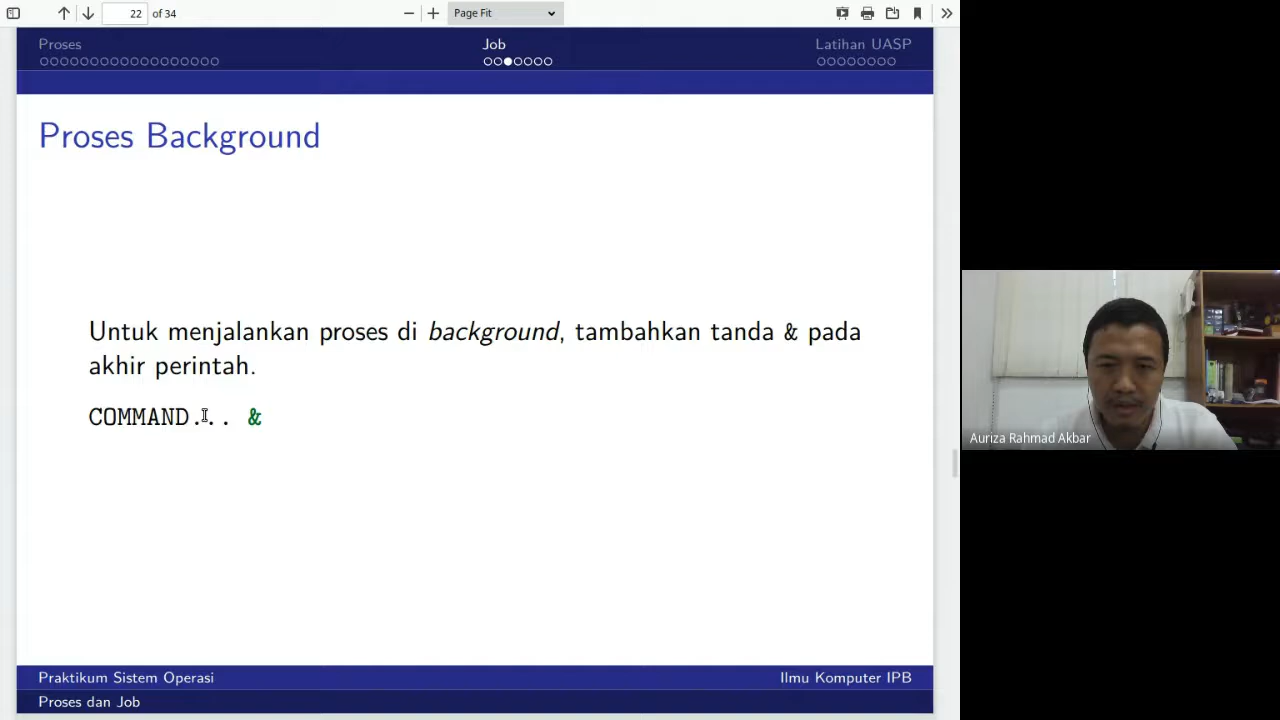 22 of 34 Page Fit
Proses Job Latihan UASP
Proses Background
Untuk menjalankan proses di background, tambahkan tanda & pada
akhir perintah.
COMMAND... &
Auriza Rahmad Akbar
Praktikum Sistem Operasi Ilmu Komputer IPB
Proses dan Job